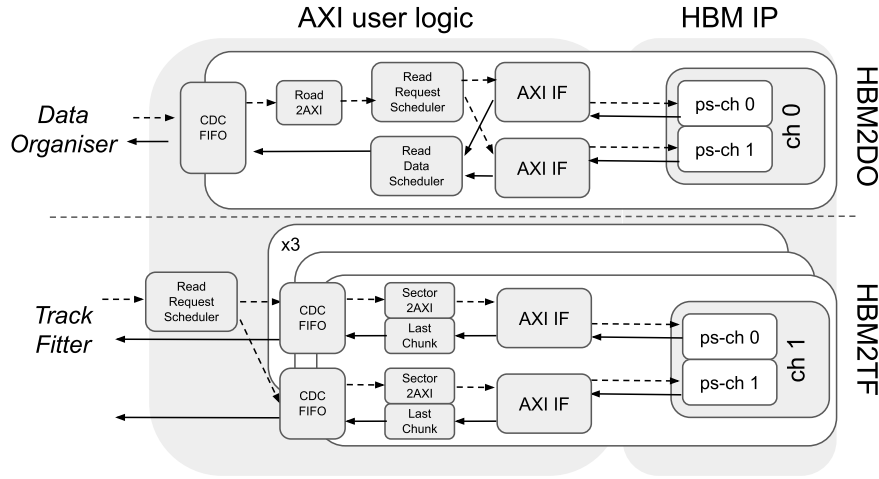 AXI user logic
HBM IP
HBM2DO
Data
Organiser
CDC
FIFO
Road
2AXI
Read
Request
Scheduler
AXI IF
Read
Data
Scheduler
AXI IF
ps-ch 0
ps-ch 1
ch 0
HBM2TF
x3
Track
Fitter
Read
Request
Scheduler
CDC
FIFO
Sector
2AXI
Last
Chunk
AXI IF
CDC
FIFO
Sector
2AXI
Last
Chunk
AXI IF
ps-ch 0
ps-ch 1
ch 1